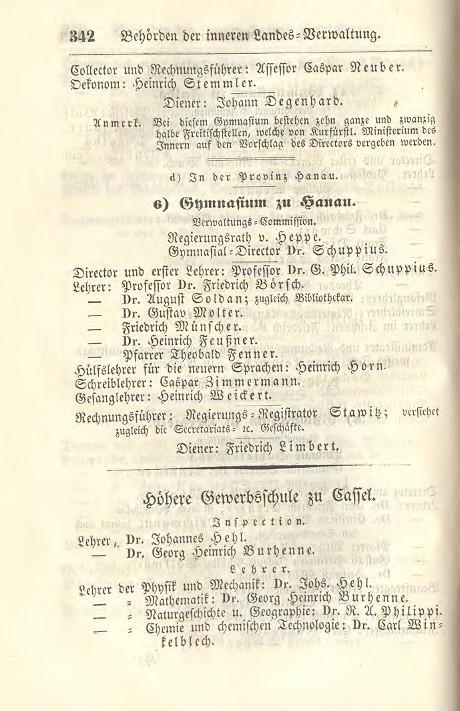 342 Behörden der inneren Landes-Verwaltung.
Collector und Rechnungsführer: Assessor Caspar Neuber.
Oekonom: Heinrich Stemmler.
Diener: Johann Degenhard.
Anmerk. Bei diesem Gymnasium bestehen zehn ganze und zwanzig
halbe Freitischstellen, welche von Kurfürstl. Ministerium des
Innern auf den Vorschlag des Directors vergeben werden.
d) In der Provinz Hanau.
6) Gymnasium zu Hanau.
Verwaltungs-Commission.
Regierungsrath v. Heppe.
Gymnasial-Director Dr. Schuppius.
Director und erster Lehrer: Professor Dr. G. Phil. Schuppius.
Lehrer: Professor Dr. Friedrich Börsch.
— Dr. August Soldan; zugleich Bibliothekar.
— Dr. Gustav Molter.
— Friedrich Münscher.
— Dr. Heinrich Feußner.
— Pfarrer Theobald Fenner.
Hülfslehrer für die neuern Sprachen: Heinrich Horn.
Schreiblehrer: Caspar Zimmermann.
Gesanglehrer: Heinrich Weickert.
Rechnungsführer: Regierungs-Registrator Stawitz; versiehet
zugleich die Secretariats- ꝛc. Geschäfte.
Diener: Friedrich Limbert.
Höhere Gewerbsschule zu Cassel.
Inspection.
Lehrer, Dr. Johannes Hehl.
— Dr. Georg Heinrich Burhenne.
Lehrer.
Lehrer der Physik und Mechanik: Dr. Johs. Hehl.
— = Mathematik: Dr. Georg Heinrich Burhenne.
— = Naturgeschichte u. Geographie: Dr. R. A. Philippi.
— = Chemie und chemischen Technologie: Dr. Carl Win=
kelblech.